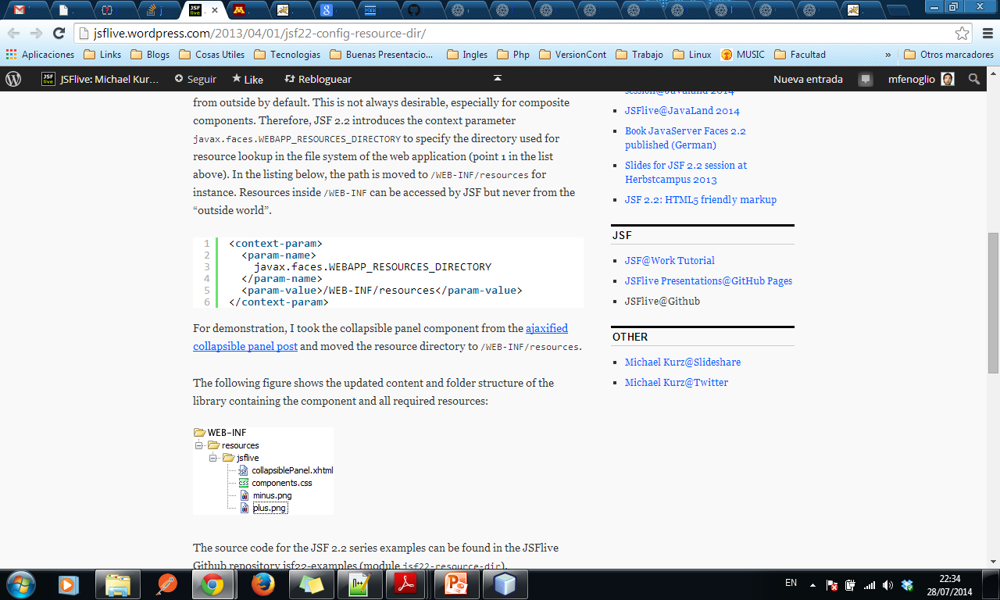 jsflive.wordpress.com/2013/04/01/jsf22-config-resource-dir/
Aplicaciones Links Blogs Cosas Utiles Tecnologias Buenas Presentacio... Ingles Php VersionCont Trabajo Linux MUSIC Facultad » Otros marcadores
JSF live JSFlive: Michael Kur... Seguir Like Rebloguear Nueva entrada mfenoglio
from outside by default. This is not always desirable, especially for composite
components. Therefore, JSF 2.2 introduces the context parameter
javax.faces.WEBAPP_RESOURCES_DIRECTORY to specify the directory used for
resource lookup in the file system of the web application (point 1 in the list
above). In the listing below, the path is moved to /WEB-INF/resources for
instance. Resources inside /WEB-INF can be accessed by JSF but never from the
“outside world”.
1 <context-param>
2 <param-name>
3 javax.faces.WEBAPP_RESOURCES_DIRECTORY
4 </param-name>
5 <param-value>/WEB-INF/resources</param-value>
6 </context-param>
For demonstration, I took the collapsible panel component from the ajaxified
collapsible panel post and moved the resource directory to /WEB-INF/resources.
The following figure shows the updated content and folder structure of the
library containing the component and all required resources:
WEB-INF
resources
jsflive
collapsiblePanel.xhtml
components.css
minus.png
plus.png
The source code for the JSF 2.2 series examples can be found in the JSFlive
Github repository jsf22-examples (module jsf22-resource-dir).
session@JavaLand 2014
JSFlive@JavaLand 2014
Book JavaServer Faces 2.2
published (German)
Slides for JSF 2.2 session at
Herbstcampus 2013
JSF 2.2: HTML5 friendly markup
JSF
JSF@Work Tutorial
JSFlive Presentations@GitHub Pages
JSFlive@Github
OTHER
Michael Kurz@Slideshare
Michael Kurz@Twitter
EN
22:34
28/07/2014